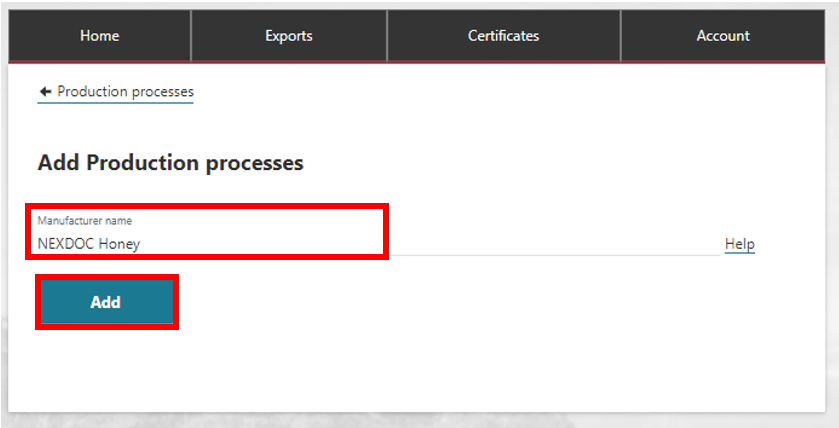 Home Exports Certificates Account
Production processes
Add Production processes
Manufacturer name
NEXDOC Honey Help
Add